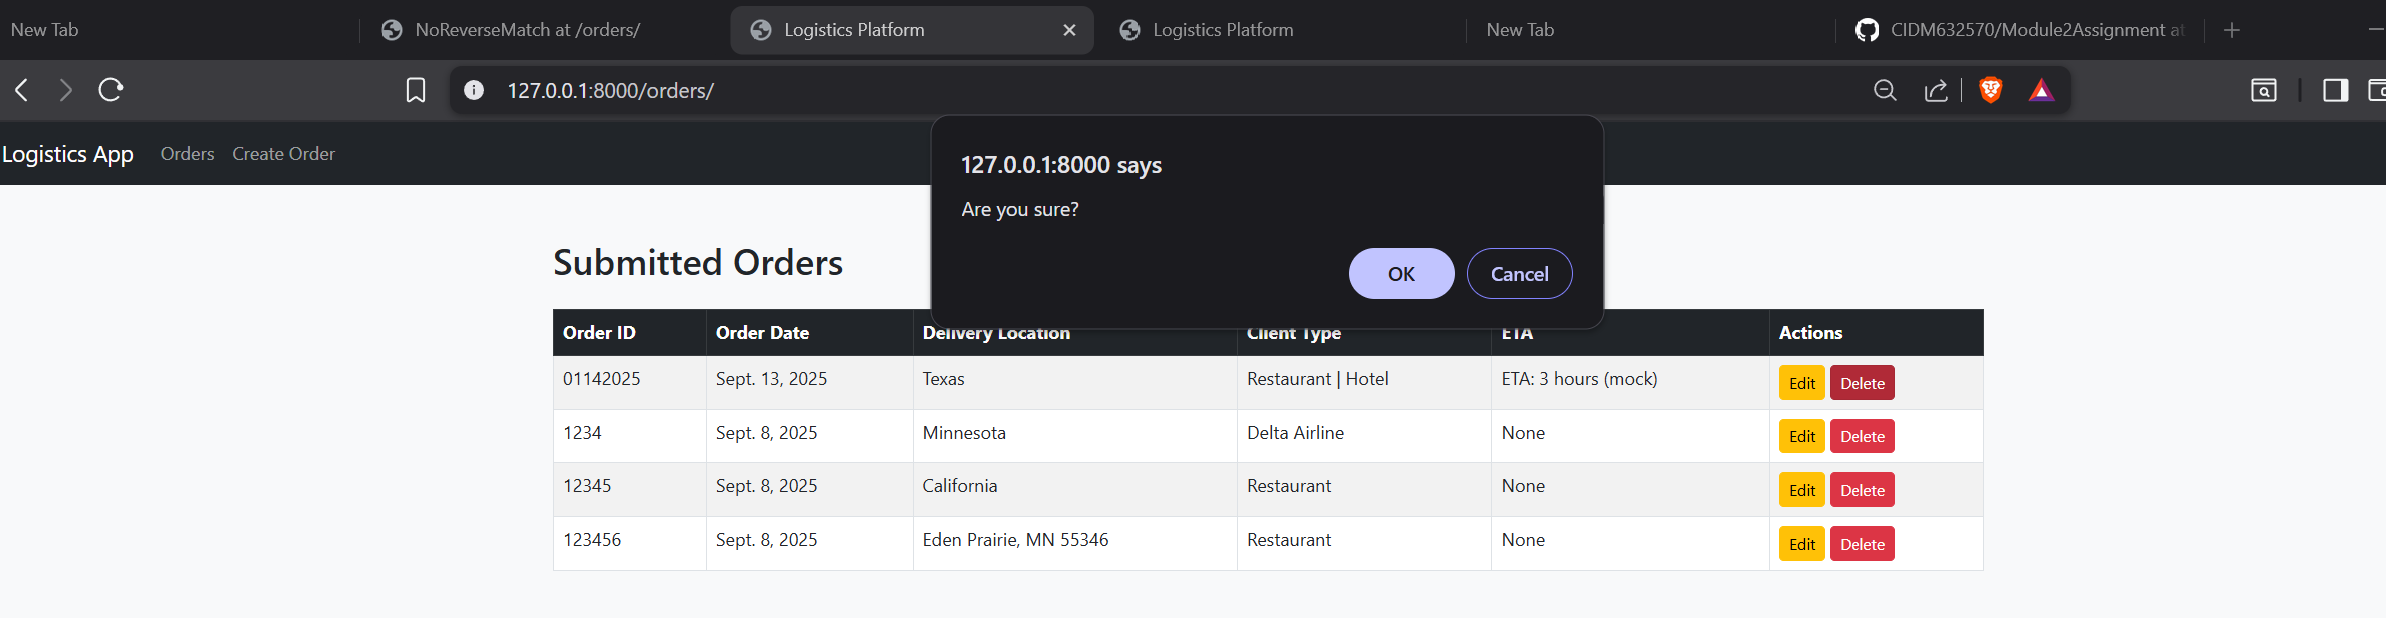 New Tab
NoReverseMatch at /orders/
Logistics Platform
Logistics Platform
New Tab
CIDM632570/Module2Assignment at
127.0.0.1:8000/orders/
Logistics App Orders Create Order
127.0.0.1:8000 says
Are you sure?
OK Cancel
Submitted Orders
Order ID Order Date Delivery Location Client Type ETA Actions
01142025 Sept. 13, 2025 Texas Restaurant | Hotel ETA: 3 hours (mock) Edit Delete
1234 Sept. 8, 2025 Minnesota Delta Airline None Edit Delete
12345 Sept. 8, 2025 California Restaurant None Edit Delete
123456 Sept. 8, 2025 Eden Prairie, MN 55346 Restaurant None Edit Delete